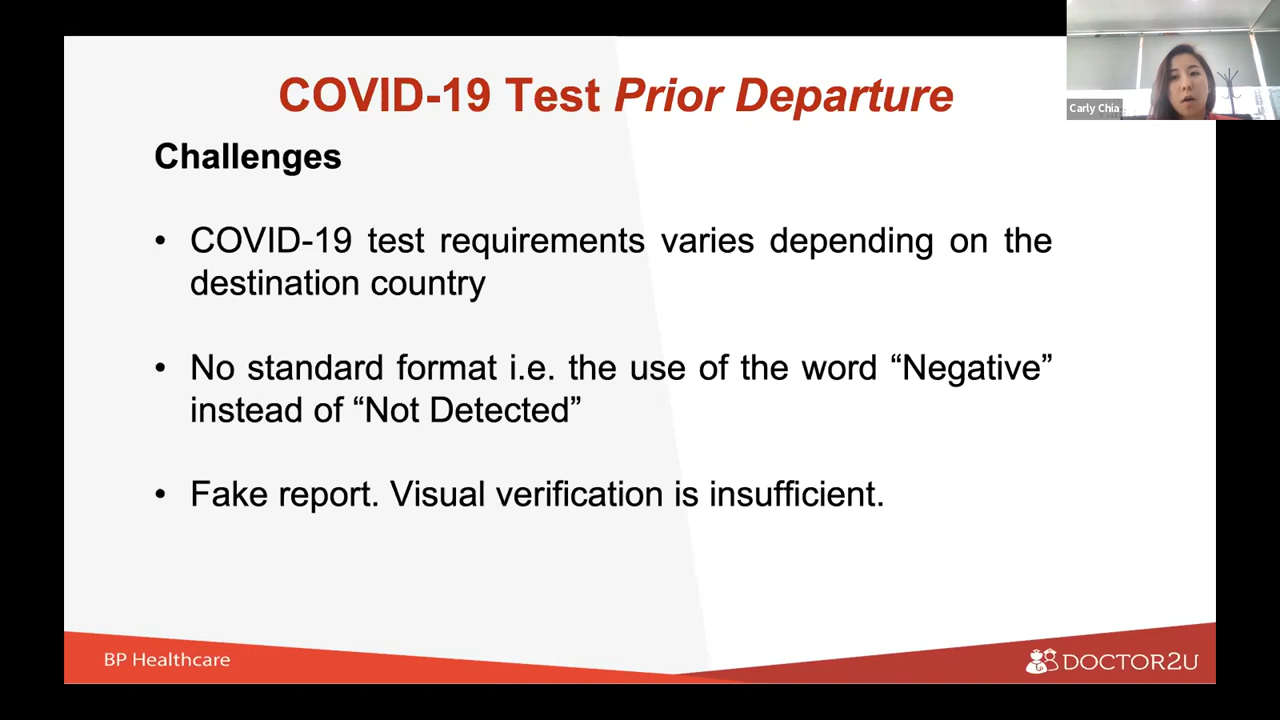 COVID-19 Test Prior Departure
Carly Chia
Challenges
• COVID-19 test requirements varies depending on the
destination country
• No standard format i.e. the use of the word “Negative”
instead of “Not Detected”
• Fake report. Visual verification is insufficient.
BP Healthcare
DOCTOR2U